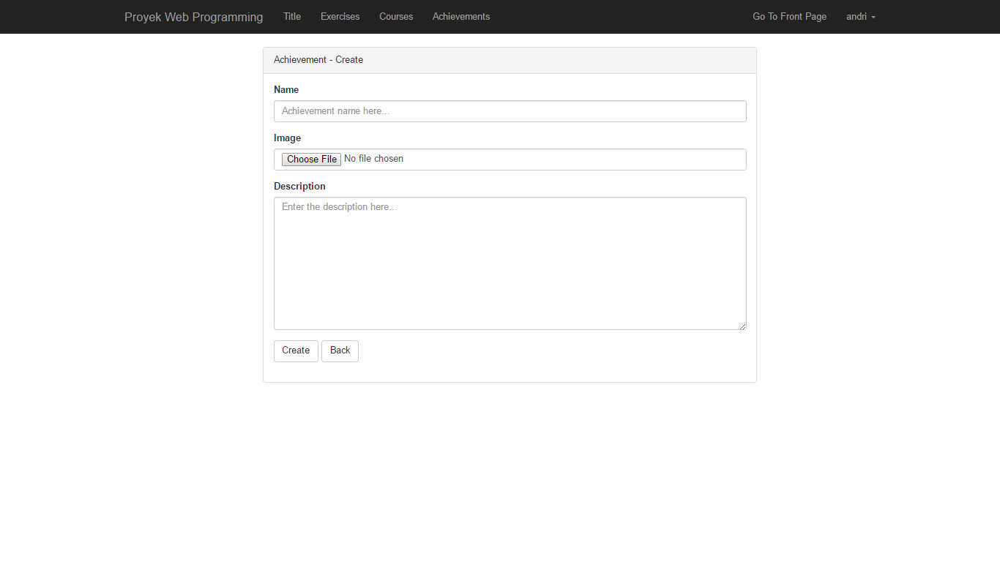 Proyek Web Programming Title Exercises Courses Achievements Go To Front Page andri
Achievement - Create
Name
Achievement name here...
Image
Choose File No file chosen
Description
Enter the description here...
Create Back